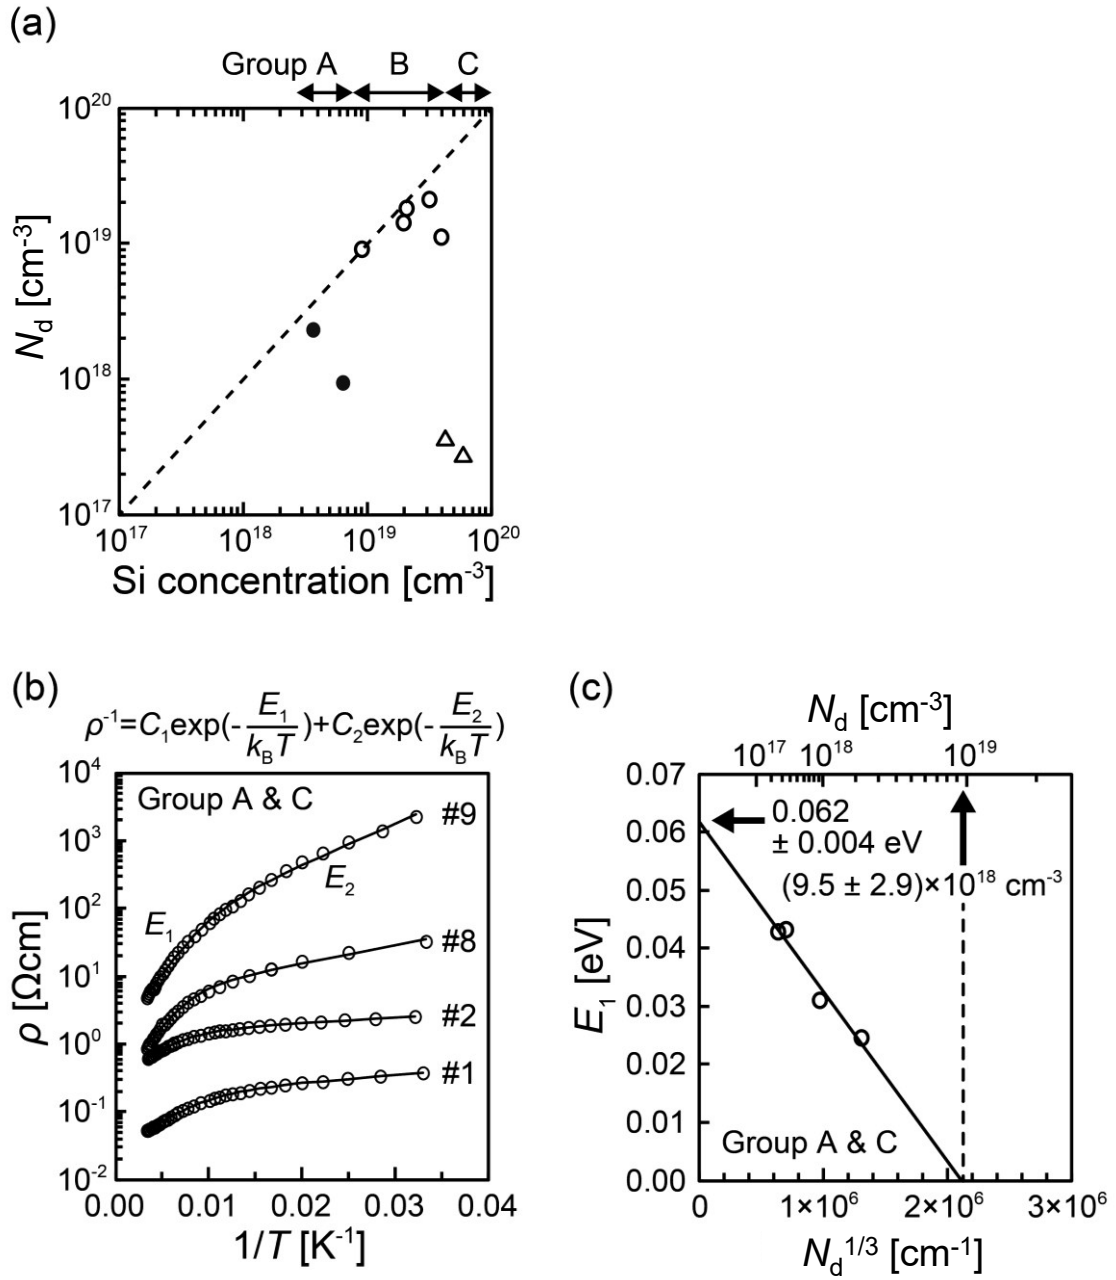 (a)
Group A B C
10^20
10^19
10^18
10^17
N_d [cm^-3]
10^17 10^18 10^19 10^20
Si concentration [cm^-3]
(b)
ρ^-1=C_1exp(-E_1/k_BT)+C_2exp(-E_2/k_BT)
10^4
10^3
10^2
10^1
10^0
10^-1
10^-2
ρ [Ωcm]
Group A & C
#9
E_2
E_1
#8
#2
#1
0.00 0.01 0.02 0.03 0.04
1/T [K^-1]
(c)
N_d [cm^-3]
10^17 10^18 10^19
0.07
0.06
0.05
0.04
0.03
0.02
0.01
0.00
E_1 [eV]
0.062
± 0.004 eV
(9.5 ± 2.9)×10^18 cm^-3
Group A & C
0 1×10^6 2×10^6 3×10^6
N_d^1/3 [cm^-1]